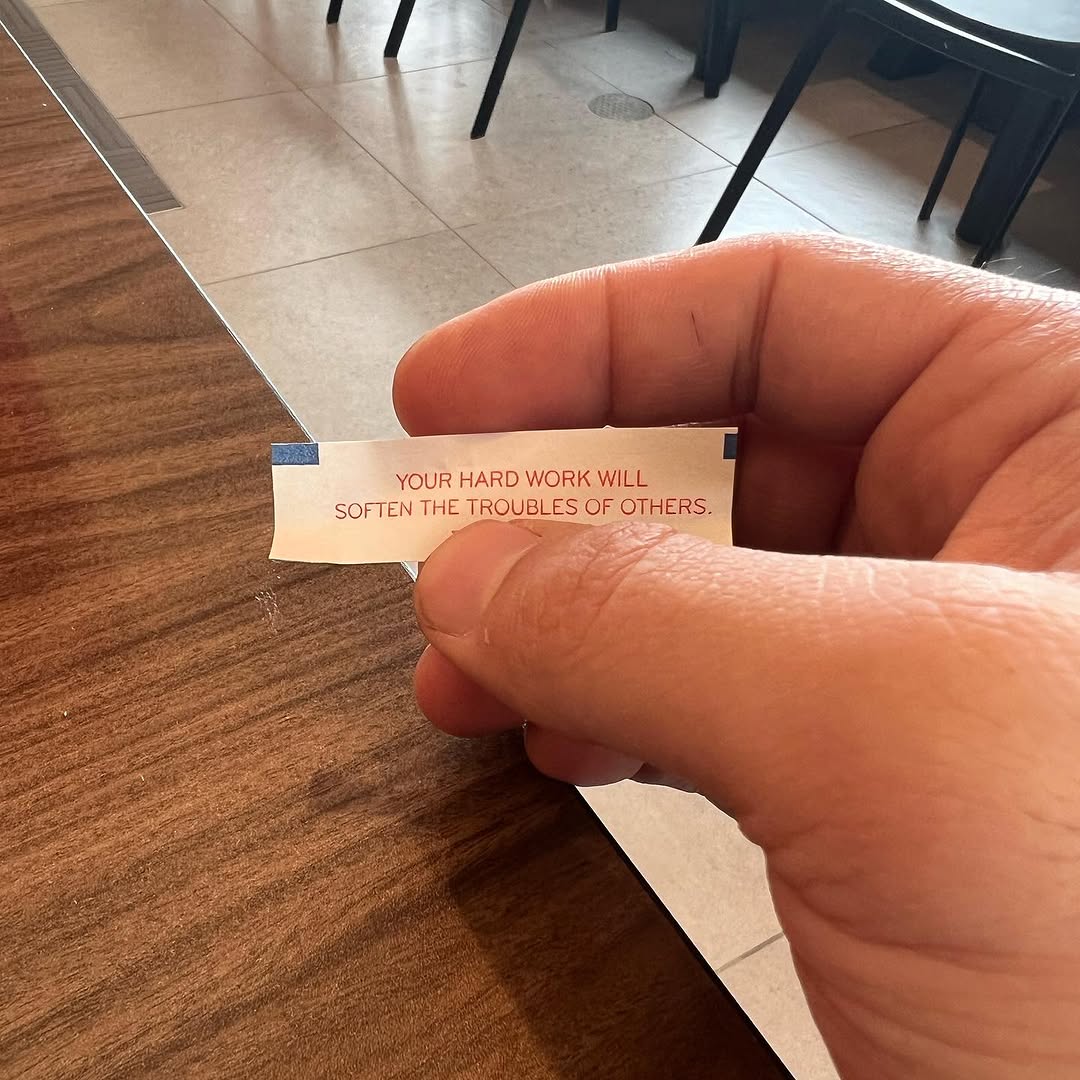 YOUR HARD WORK WILL
SOFTEN THE TROUBLES OF OTHERS.